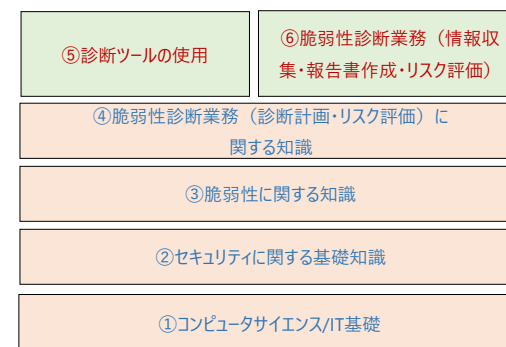 ⑤診断ツールの使用
⑥脆弱性診断業務（情報収
集・報告書作成・リスク評価）
④脆弱性診断業務（診断計画・リスク評価）に
関する知識
③脆弱性に関する知識
②セキュリティに関する基礎知識
①コンピュータサイエンス/IT基礎